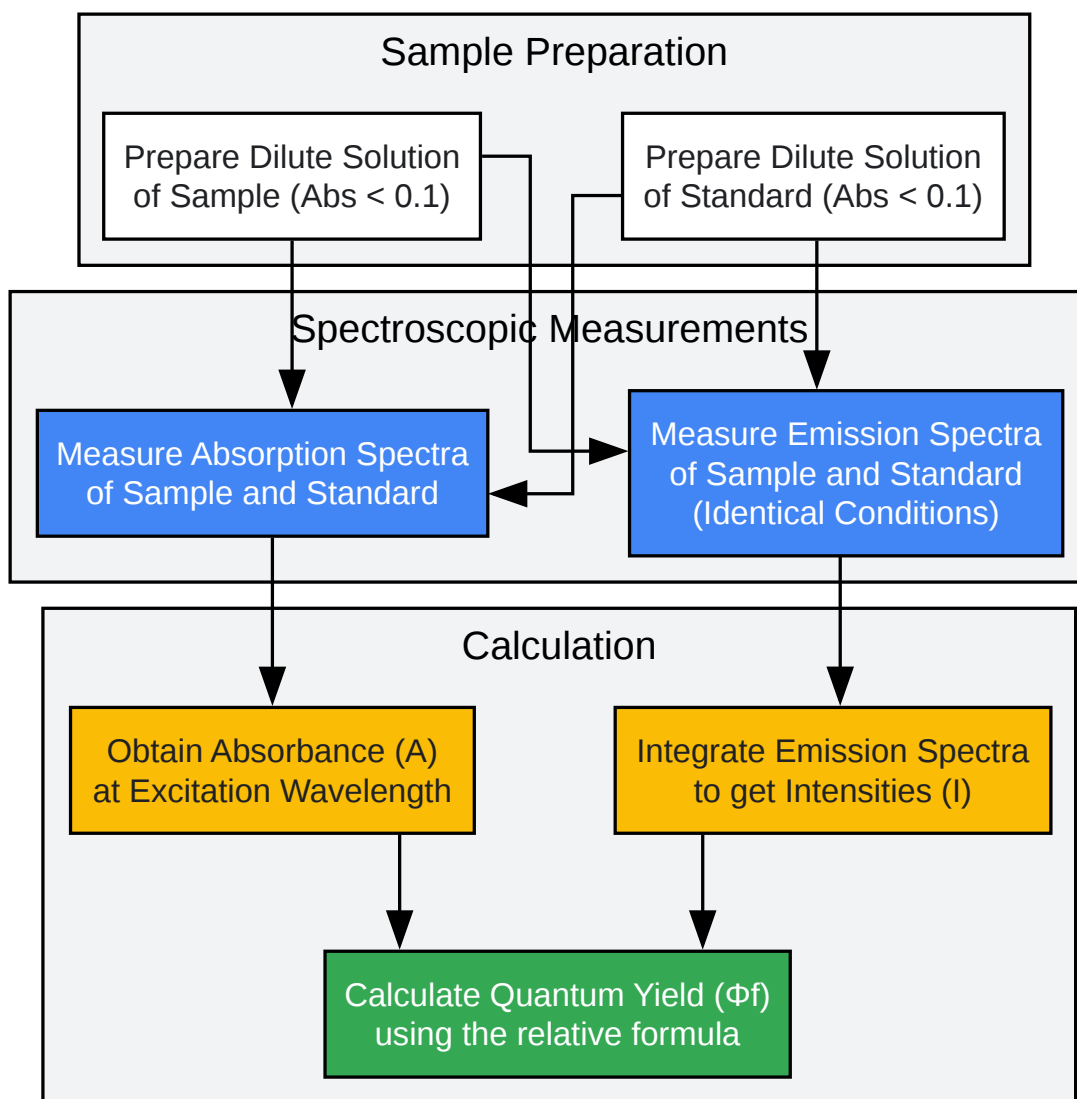 Sample Preparation
Prepare Dilute Solution
of Sample (Abs < 0.1)
Prepare Dilute Solution
of Standard (Abs < 0.1)
Spectroscopic Measurements
Measure Absorption Spectra
of Sample and Standard
Measure Emission Spectra
of Sample and Standard
(Identical Conditions)
Calculation
Obtain Absorbance (A)
at Excitation Wavelength
Integrate Emission Spectra
to get Intensities (I)
Calculate Quantum Yield (Φf)
using the relative formula